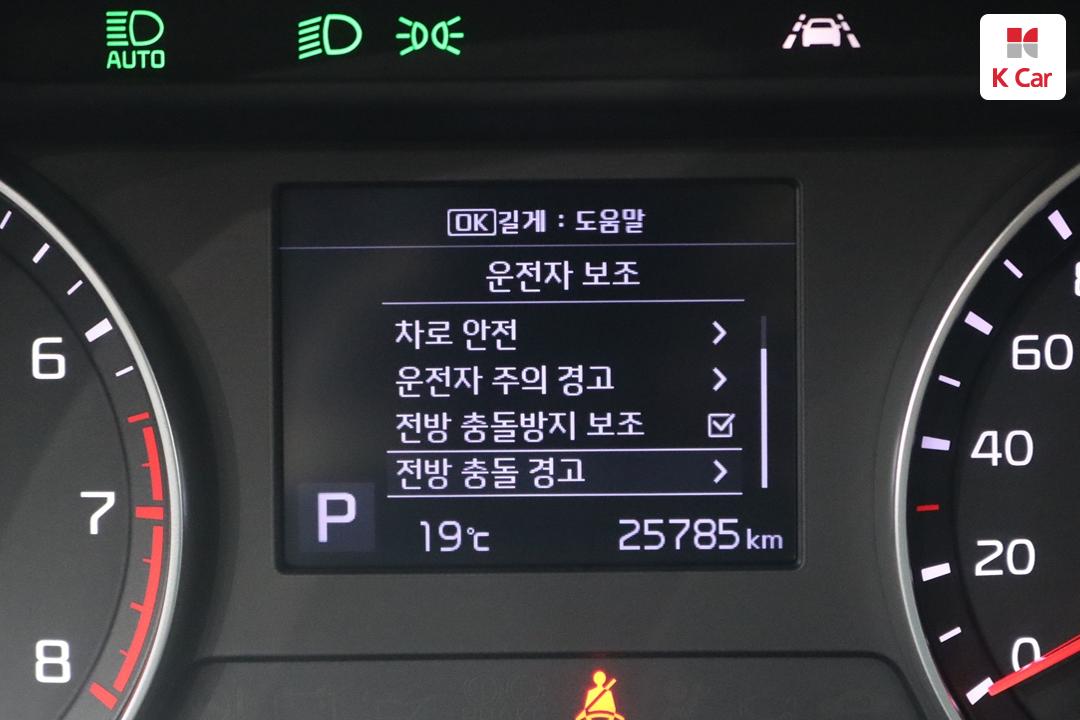 AUTO
K Car
OK길게 : 도움말
운전자 보조
차로 안전
운전자 주의 경고
전방 충돌방지 보조
전방 충돌 경고
P
19℃
25785 km
6
7
8
60
40
20
0